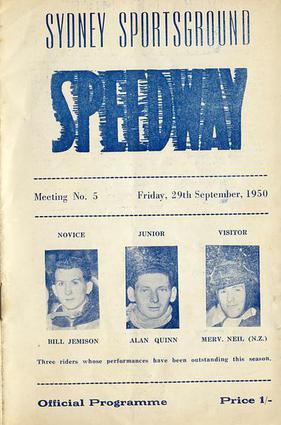 SYDNEY SPORTSGROUND
SPEEDWAY
Meeting No. 5 Friday, 29th September, 1950
NOVICE JUNIOR VISITOR
BILL JEMISON ALAN QUINN MERV. NEIL (N.Z.)
Three riders whose performances have been outstanding this season.
Official Programme Price 1/-